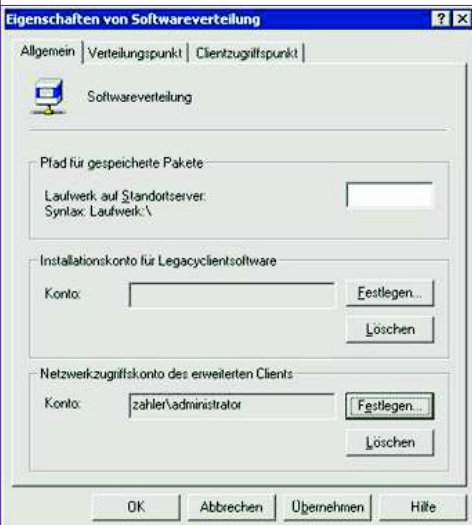 Eigenschaften von Softwareverteilung
Allgemein Verteilungspunkt Clientzugriffspunkt
Softwareverteilung
Pfad für gespeicherte Pakete
Laufwerk auf Standortserver:
Syntax: Laufwerk:\
Installationskonto für Legacyclientsoftware
Konto: Festlegen...
Löschen
Netzwerkzugriffskonto des erweiterten Clients
Konto: zahler\administrator Festlegen...
Löschen
OK Abbrechen Übernehmen Hilfe